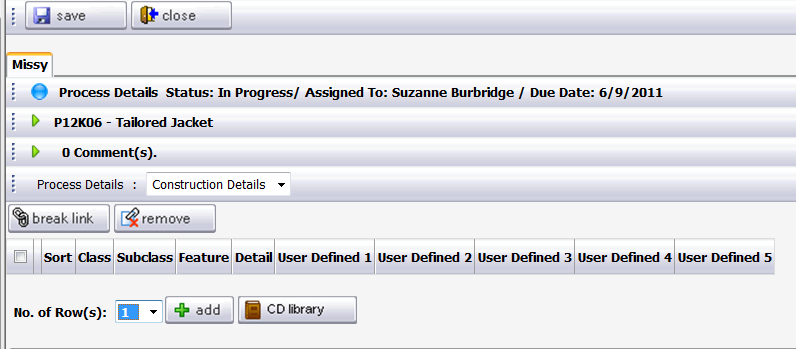 save close
Missy
Process Details Status: In Progress/ Assigned To: Suzanne Burbridge / Due Date: 6/9/2011
P12K06 - Tailored Jacket
0 Comment(s).
Process Details : Construction Details
break link remove
Sort Class Subclass Feature Detail User Defined 1 User Defined 2 User Defined 3 User Defined 4 User Defined 5
No. of Row(s): 1 add CD library